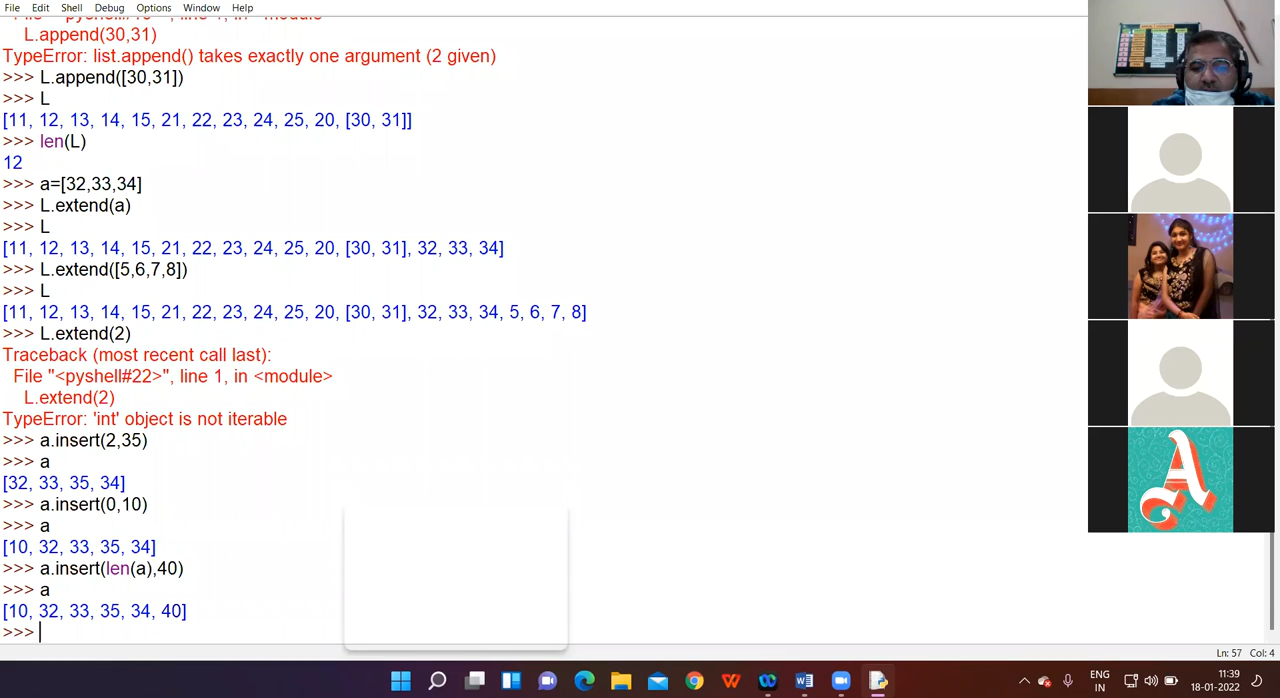 File Edit Shell Debug Options Window Help
L.append(30,31)
TypeError: list.append() takes exactly one argument (2 given)
>>> L.append([30,31])
>>> L
[11, 12, 13, 14, 15, 21, 22, 23, 24, 25, 20, [30, 31]]
>>> len(L)
12
>>> a=[32,33,34]
>>> L.extend(a)
>>> L
[11, 12, 13, 14, 15, 21, 22, 23, 24, 25, 20, [30, 31], 32, 33, 34]
>>> L.extend([5,6,7,8])
>>> L
[11, 12, 13, 14, 15, 21, 22, 23, 24, 25, 20, [30, 31], 32, 33, 34, 5, 6, 7, 8]
>>> L.extend(2)
Traceback (most recent call last):
File "<pyshell#22>", line 1, in <module>
L.extend(2)
TypeError: 'int' object is not iterable
>>> a.insert(2,35)
>>> a
[32, 33, 35, 34]
>>> a.insert(0,10)
>>> a
[10, 32, 33, 35, 34]
>>> a.insert(len(a),40)
>>> a
[10, 32, 33, 35, 34, 40]
>>>
A
Ln: 57 Col: 4
ENG 11:39
IN 18-01-2022